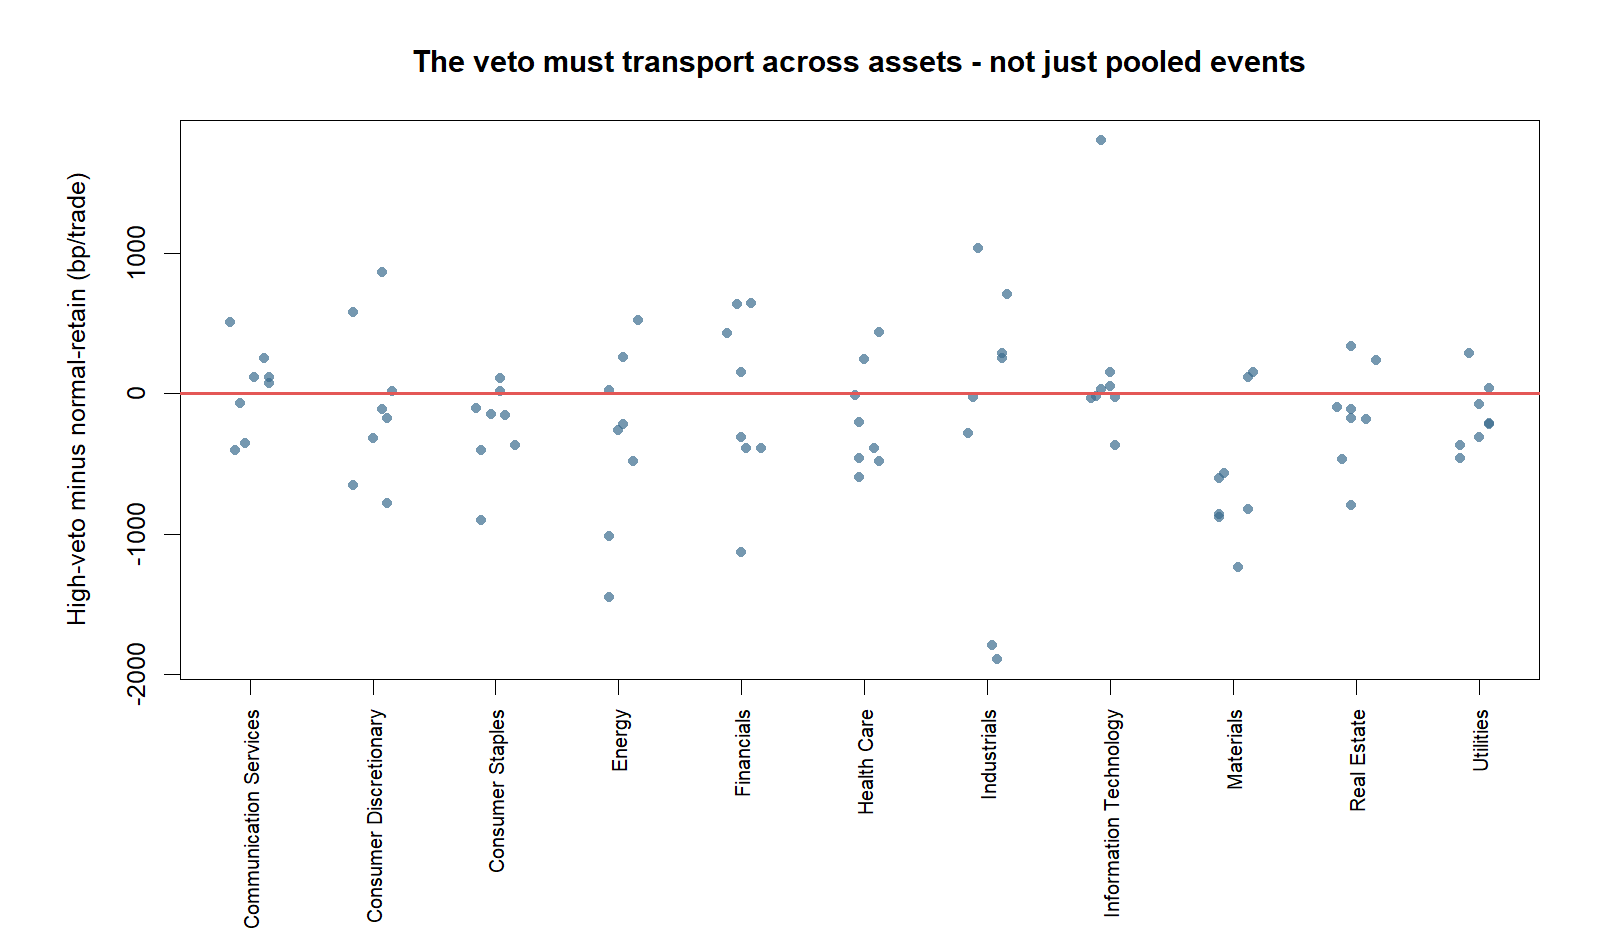 The veto must transport across assets - not just pooled events
High-veto minus normal-retain (bp/trade)
1000
0
-1000
-2000
Communication Services
Consumer Discretionary
Consumer Staples
Energy
Financials
Health Care
Industrials
Information Technology
Materials
Real Estate
Utilities